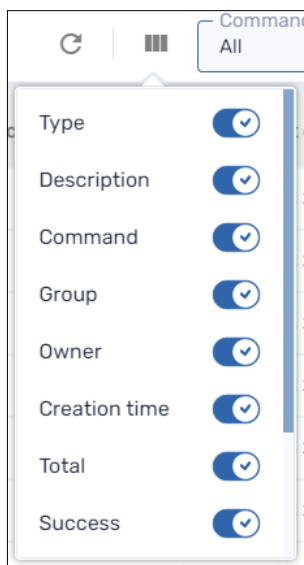 Command
All
Type
Description
Command
Group
Owner
Creation time
Total
Success